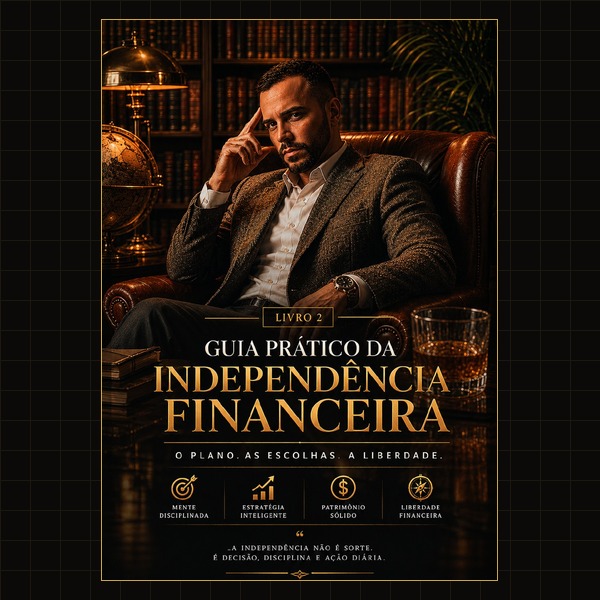 LIVRO 2
GUIA PRÁTICO DA
INDEPENDÊNCIA
FINANCEIRA
O PLANO. AS ESCOLHAS. A LIBERDADE.
MENTE
DISCIPLINADA
ESTRATÉGIA
INTELIGENTE
PATRIMÔNIO
SÓLIDO
LIBERDADE
FINANCEIRA
“
..A INDEPENDÊNCIA NÃO É SORTE.
É DECISÃO, DISCIPLINA E AÇÃO DIÁRIA.